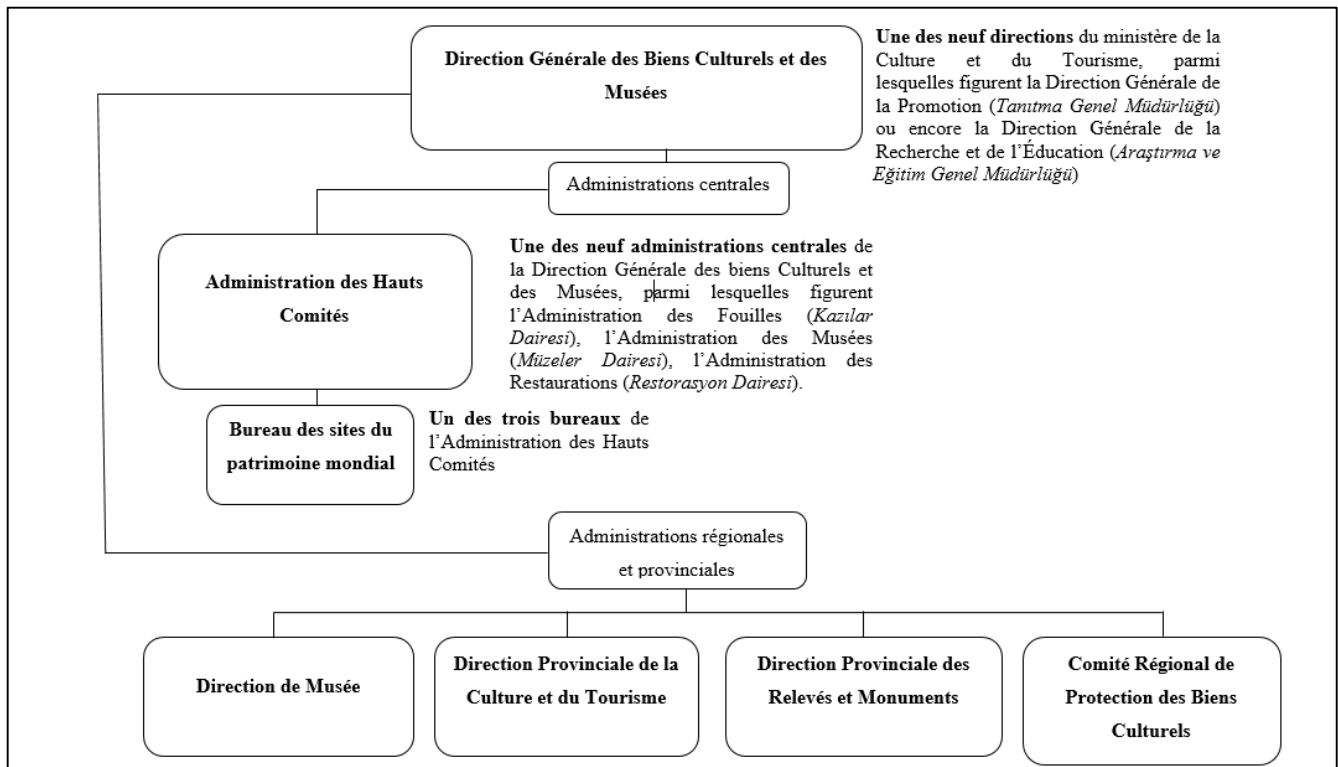 Direction Générale des Biens Culturels et des
Musées
Une des neuf directions du ministère de la
Culture et du Tourisme, parmi
lesquelles figurent la Direction Générale de
la Promotion (Tanıtma Genel Müdürlüğü)
ou encore la Direction Générale de la
Recherche et de l'Éducation (Araştırma ve
Eğitim Genel Müdürlüğü)
Administrations centrales
Administration des Hauts
Comités
Une des neuf administrations centrales de
la Direction Générale des biens Culturels et
des Musées, parmi lesquelles figurent
l'Administration des Fouilles (Kazılar
Dairesi), l'Administration des Musées
(Müzeler Dairesi), l'Administration des
Restaurations (Restorasyon Dairesi).
Bureau des sites du
patrimoine mondial
Un des trois bureaux de
l'Administration des Hauts
Comités
Administrations régionales
et provinciales
Direction de Musée
Direction Provinciale de la
Culture et du Tourisme
Direction Provinciale des
Relevés et Monuments
Comité Régional de
Protection des Biens
Culturels